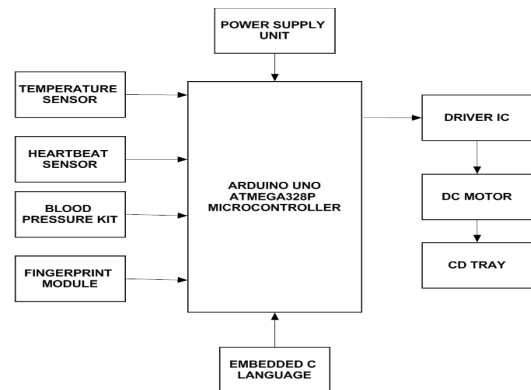 POWER SUPPLY
UNIT
TEMPERATURE
SENSOR
HEARTBEAT
SENSOR
BLOOD
PRESSURE KIT
FINGERPRINT
MODULE
ARDUINO UNO
ATMEGA328P
MICROCONTROLLER
DRIVER IC
DC MOTOR
CD TRAY
EMBEDDED C
LANGUAGE